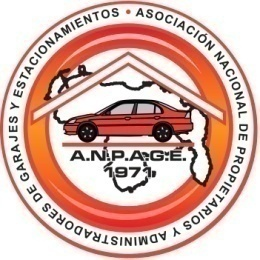 ASOCIACIÓN NACIONAL DE PROPIETARIOS Y ADMINISTRADORES DE GARAJES Y ESTACIONAMIENTOS •
A.N.P.A.G.E.
1971